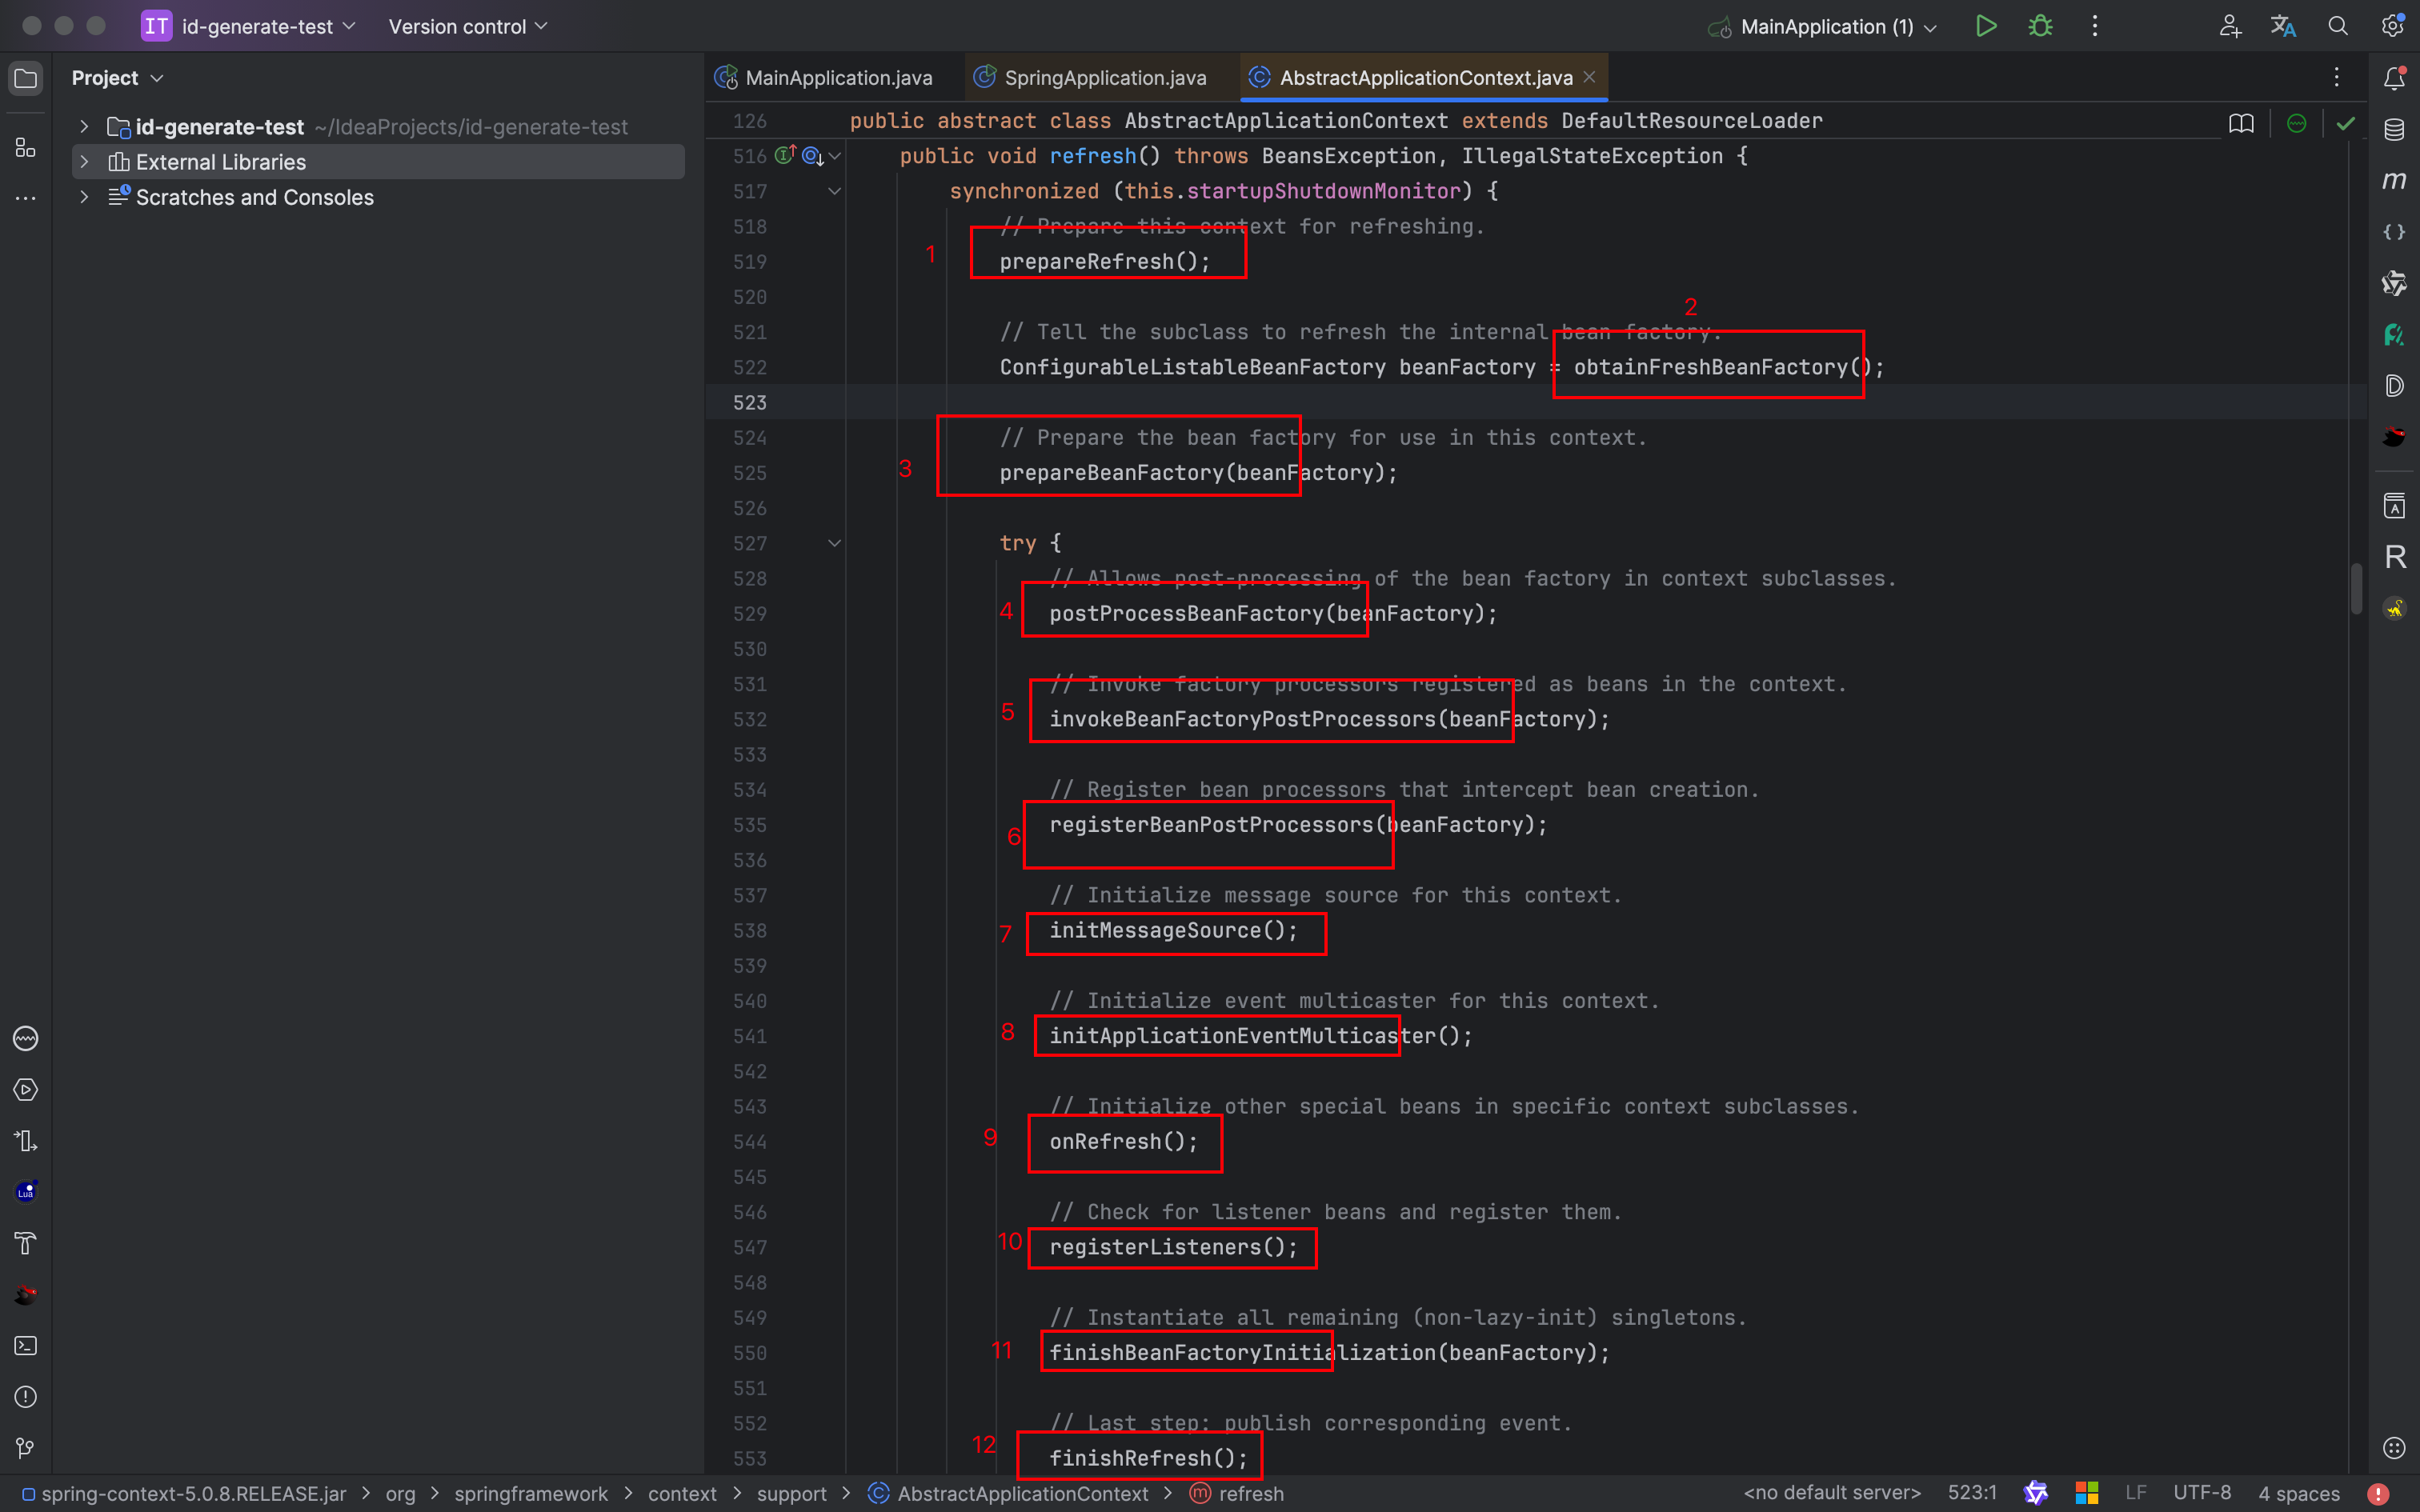 IT id-generate-test Version control MainApplication (1)
Project
id-generate-test ~/IdeaProjects/id-generate-test
External Libraries
Scratches and Consoles
MainApplication.java SpringApplication.java AbstractApplicationContext.java
126 public abstract class AbstractApplicationContext extends DefaultResourceLoader
516 public void refresh() throws BeansException, IllegalStateException {
517 synchronized (this.startupShutdownMonitor) {
518 // Prepare this context for refreshing.
1
519 prepareRefresh();
520
2
521 // Tell the subclass to refresh the internal bean factory.
522 ConfigurableListableBeanFactory beanFactory = obtainFreshBeanFactory();
523
524 // Prepare the bean factory for use in this context.
3
525 prepareBeanFactory(beanFactory);
526
527 try {
528 // Allows post-processing of the bean factory in context subclasses.
4
529 postProcessBeanFactory(beanFactory);
530
531 // Invoke factory processors registered as beans in the context.
5
532 invokeBeanFactoryPostProcessors(beanFactory);
533
534 // Register bean processors that intercept bean creation.
535 registerBeanPostProcessors(beanFactory);
6
536
537 // Initialize message source for this context.
538 initMessageSource();
7
539
540 // Initialize event multicaster for this context.
8
541 initApplicationEventMulticaster();
542
543 // Initialize other special beans in specific context subclasses.
9
544 onRefresh();
545
546 // Check for listener beans and register them.
10
547 registerListeners();
548
549 // Instantiate all remaining (non-lazy-init) singletons.
11
550 finishBeanFactoryInitialization(beanFactory);
551
552 // Last step: publish corresponding event.
12
553 finishRefresh();
Lua
spring-context-5.0.8.RELEASE.jar org springframework context support AbstractApplicationContext refresh <no default server> 523:1 LF UTF-8 4 spaces